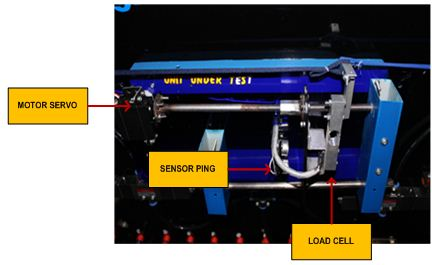 UNIT UNDER TEST
MOTOR SERVO
SENSOR PING
LOAD CELL